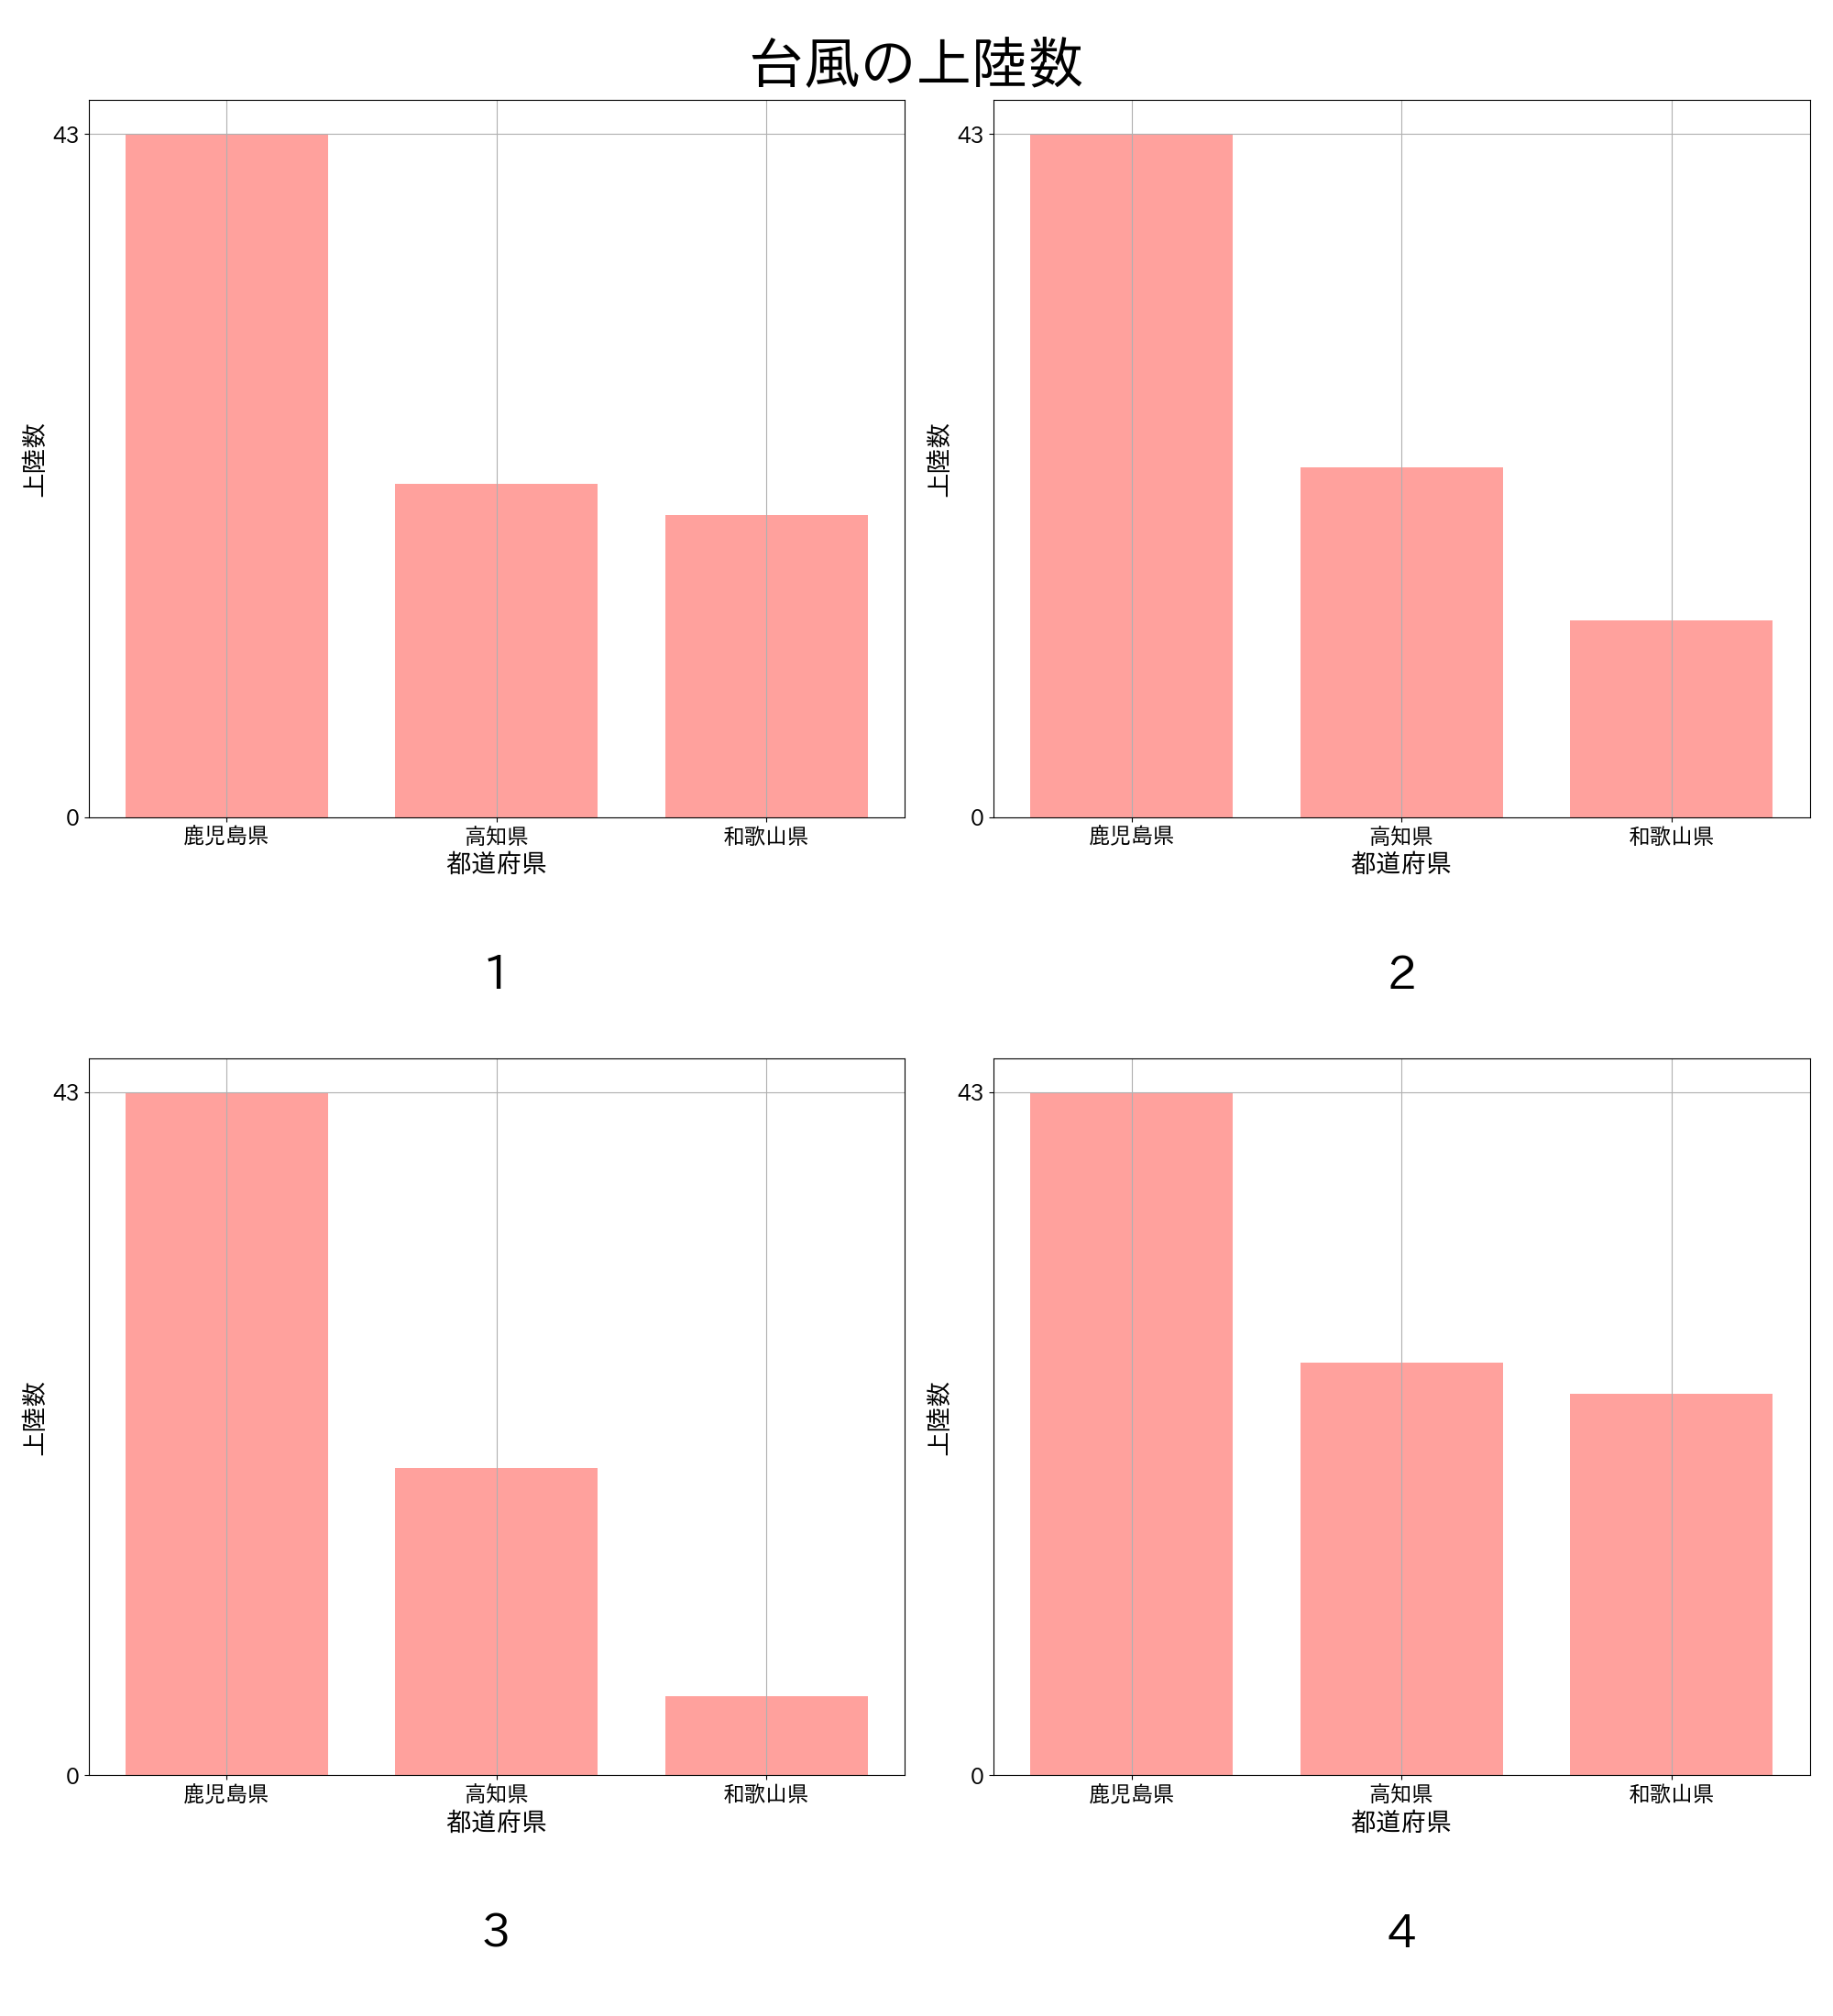 台風の上陸数
43
0
上陸数
鹿児島県 高知県 和歌山県
都道府県
1
43
0
上陸数
鹿児島県 高知県 和歌山県
都道府県
2
43
0
上陸数
鹿児島県 高知県 和歌山県
都道府県
3
43
0
上陸数
鹿児島県 高知県 和歌山県
都道府県
4